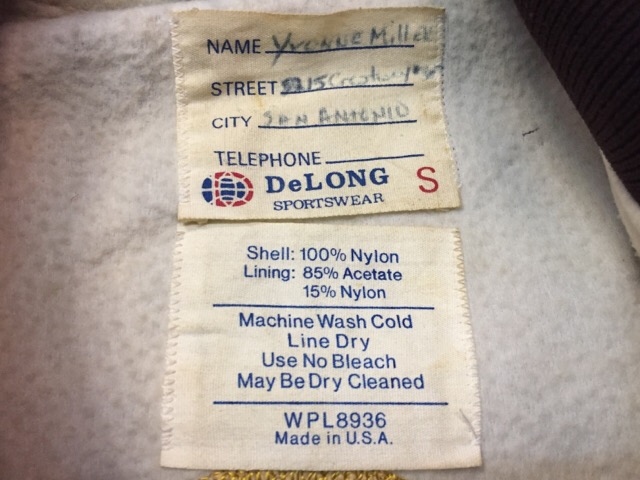 NAME Yvonne Miller
STREET
CITY SAN ANTONIO
TELEPHONE
DeLONG S
SPORTSWEAR
Shell: 100% Nylon
Lining: 85% Acetate
15% Nylon
Machine Wash Cold
Line Dry
Use No Bleach
May Be Dry Cleaned
WPL8936
Made in U.S.A.